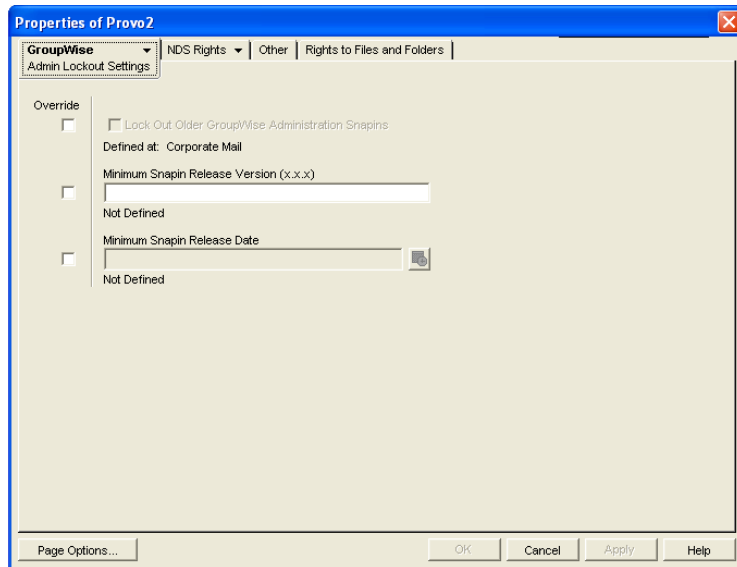 Properties of Provo2
GroupWise
NDS Rights
Other
Rights to Files and Folders
Admin Lockout Settings
Override
Lock Out Older GroupWise Administration Snapins
Defined at: Corporate Mail
Minimum Snapin Release Version (x.x.x)
Not Defined
Minimum Snapin Release Date
Not Defined
Page Options...
OK
Cancel
Apply
Help